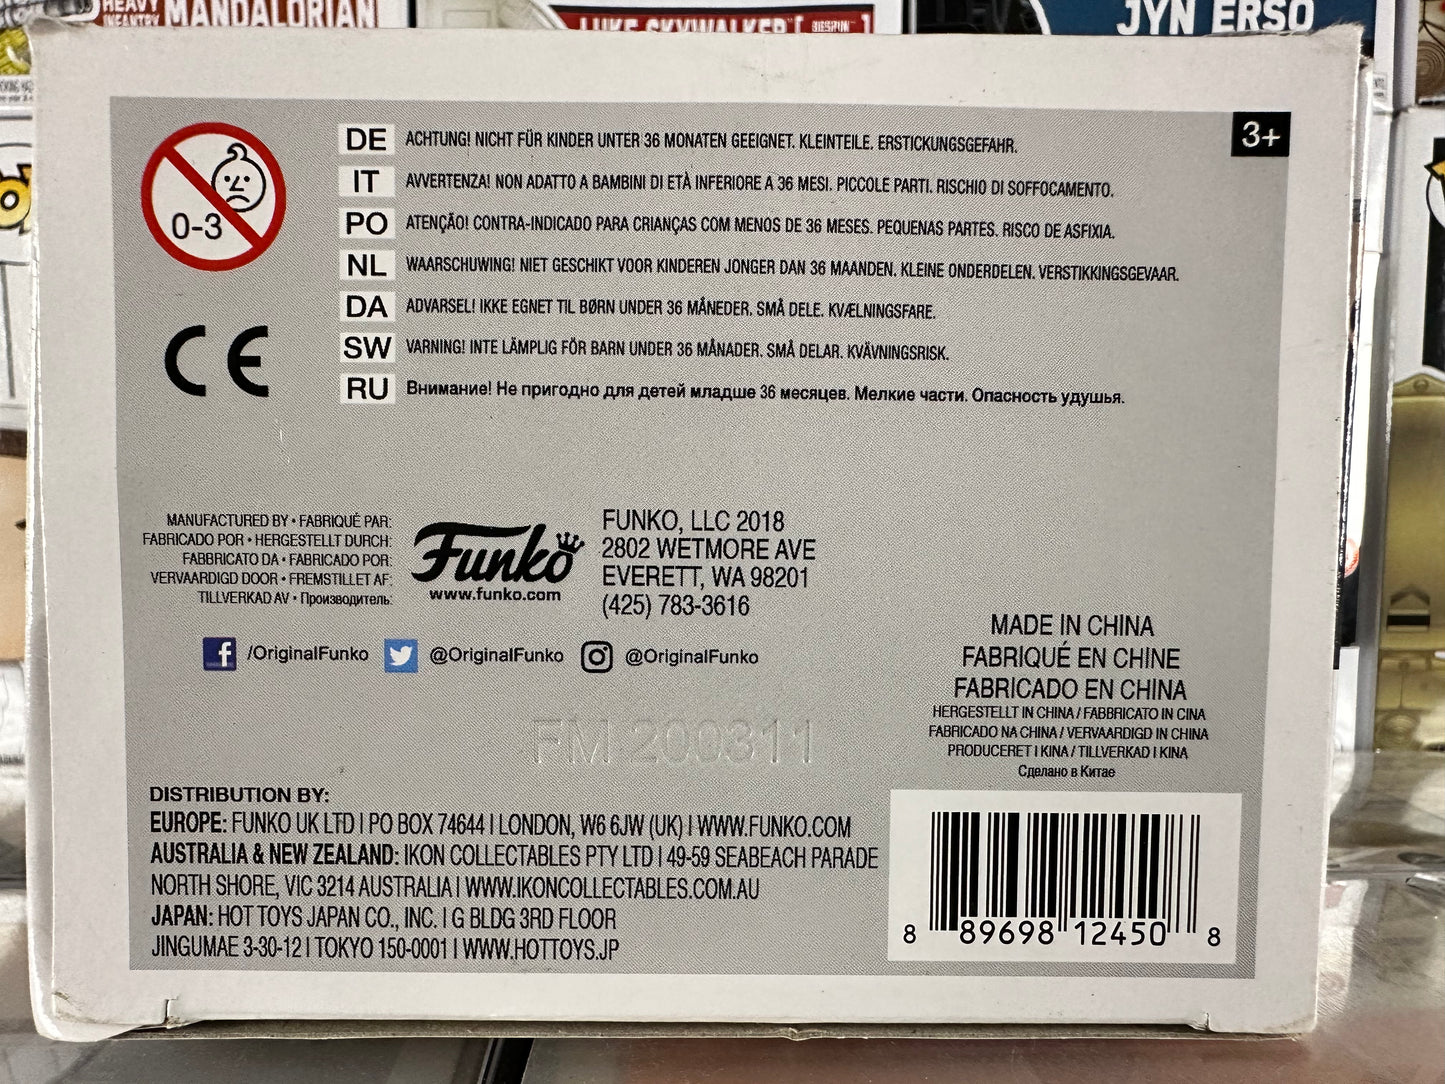 HEAVY
INFANTRY
MANDALORIAN
LUKE SKYWALKER
JYN ERSO
0-3
3+
DE ACHTUNG! NICHT FÜR KINDER UNTER 36 MONATEN GEEIGNET. KLEINTEILE. ERSTICKUNGSGEFAHR.
IT AVVERTENZA! NON ADATTO A BAMBINI DI ETÀ INFERIORE A 36 MESI. PICCOLE PARTI. RISCHIO DI SOFFOCAMENTO.
PO ATENÇÃO! CONTRA-INDICADO PARA CRIANÇAS COM MENOS DE 36 MESES. PEQUENAS PARTES. RISCO DE ASFIXIA.
NL WAARSCHUWING! NIET GESCHIKT VOOR KINDEREN JONGER DAN 36 MAANDEN. KLEINE ONDERDELEN. VERSTIKKINGSGEVAAR.
DA ADVARSEL! IKKE EGNET TIL BØRN UNDER 36 MÅNEDER. SMÅ DELE. KVÆLNINGSFARE.
SW VARNING! INTE LÄMPLIG FÖR BARN UNDER 36 MÅNADER. SMÅ DELAR. KVÄVNINGSRISK.
RU Внимание! Не пригодно для детей младше 36 месяцев. Мелкие части. Опасность удушья.
CE
MANUFACTURED BY • FABRIQUÉ PAR:
FABRICADO POR • HERGESTELLT DURCH:
FABBRICATO DA • FABRICADO POR:
VERVAARDIGD DOOR • FREMSTILLET AF:
TILLVERKAD AV • Производитель:
Funko
www.funko.com
FUNKO, LLC 2018
2802 WETMORE AVE
EVERETT, WA 98201
(425) 783-3616
/OriginalFunko @OriginalFunko @OriginalFunko
MADE IN CHINA
FABRIQUÉ EN CHINE
FABRICADO EN CHINA
HERGESTELLT IN CHINA / FABBRICATO IN CINA
FABRICADO NA CHINA / VERVAARDIGD IN CHINA
PRODUCERET I KINA / TILLVERKAD I KINA
Сделано в Китае
FM 200311
DISTRIBUTION BY:
EUROPE: FUNKO UK LTD | PO BOX 74644 | LONDON, W6 6JW (UK) | WWW.FUNKO.COM
AUSTRALIA & NEW ZEALAND: IKON COLLECTABLES PTY LTD | 49-59 SEABEACH PARADE
NORTH SHORE, VIC 3214 AUSTRALIA | WWW.IKONCOLLECTABLES.COM.AU
JAPAN: HOT TOYS JAPAN CO., INC. | G BLDG 3RD FLOOR
JINGUMAE 3-30-12 | TOKYO 150-0001 | WWW.HOTTOYS.JP
8 89698 12450 8